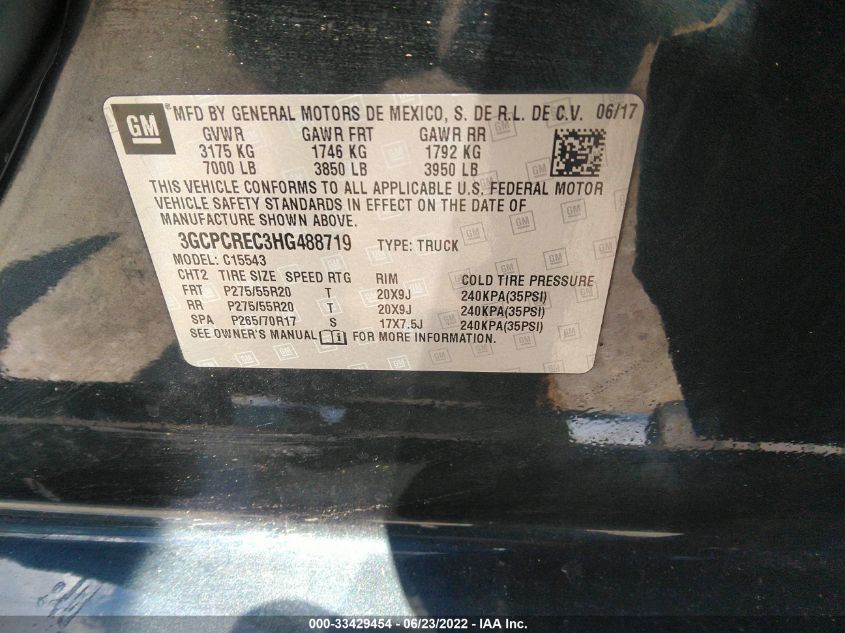 GM
MFD BY GENERAL MOTORS DE MEXICO, S. DE R.L. DE C.V. 06/17
GVWR GAWR FRT GAWR RR
3175 KG 1746 KG 1792 KG
7000 LB 3850 LB 3950 LB
THIS VEHICLE CONFORMS TO ALL APPLICABLE U.S. FEDERAL MOTOR
VEHICLE SAFETY STANDARDS IN EFFECT ON THE DATE OF
MANUFACTURE SHOWN ABOVE.
3GCPCREC3HG488719 TYPE: TRUCK
MODEL: C15543
CHT2 TIRE SIZE SPEED RTG RIM COLD TIRE PRESSURE
FRT P275/55R20 T 20X9J 240KPA(35PSI)
RR P275/55R20 T 20X9J 240KPA(35PSI)
SPA P265/70R17 S 17X7.5J 240KPA(35PSI)
SEE OWNER'S MANUAL FOR MORE INFORMATION.
000-33429454 - 06/23/2022 - IAA Inc.